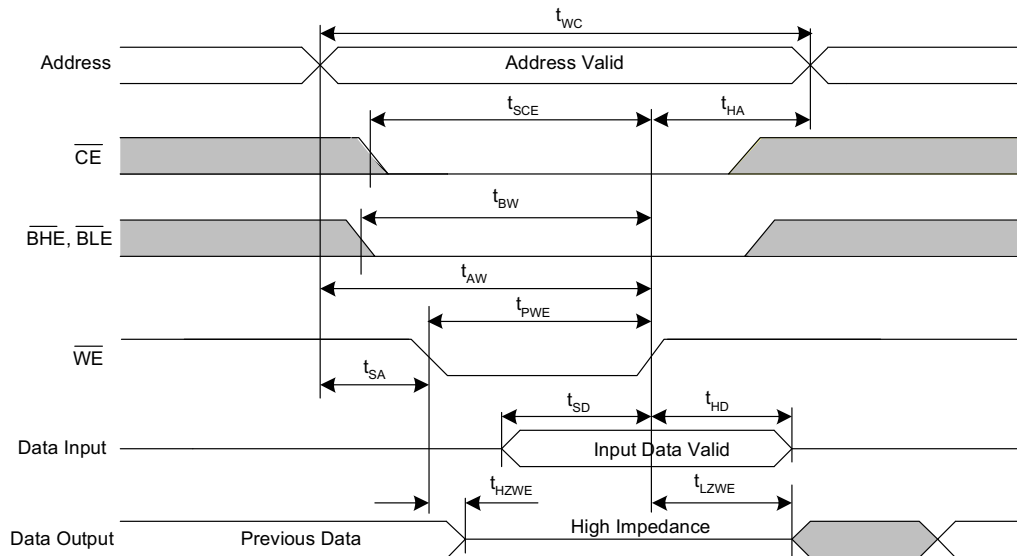 tWC
Address Address Valid
tSCE tHA
CE
tBW
BHE, BLE
tAW
tPWE
WE
tSA
tSD tHD
Data Input Input Data Valid
tHZWE tLZWE
Data Output Previous Data High Impedance